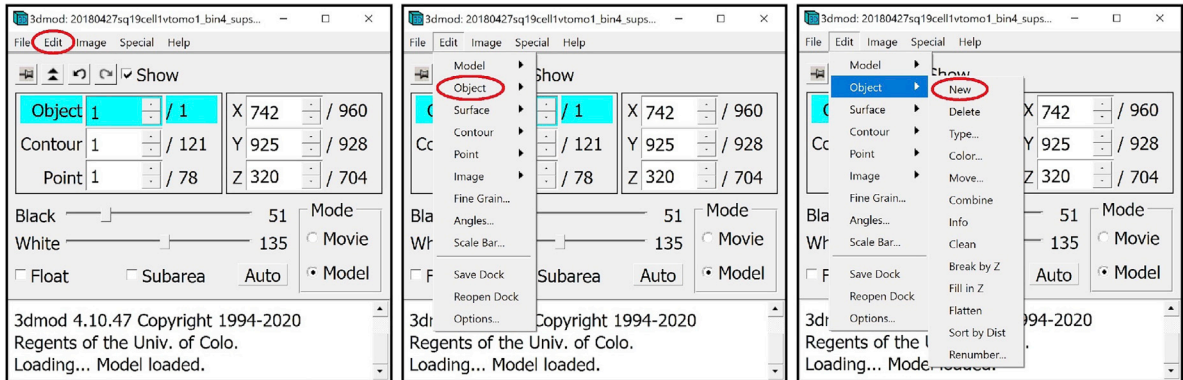 3dmod: 20180427sq19cell1vtomo1_bin4_sups...
File Edit Image Special Help
Show
Object 1 / 1
X 742 / 960
Contour 1 / 121
Y 925 / 928
Point 1 / 78
Z 320 / 704
Black 51
White 135
Mode
Movie
Model
Float Subarea Auto
3dmod 4.10.47 Copyright 1994-2020
Regents of the Univ. of Colo.
Loading... Model loaded.
3dmod: 20180427sq19cell1vtomo1_bin4_sups...
File Edit Image Special Help
Model
Object
Surface
Contour
Point
Image
Fine Grain...
Angles...
Scale Bar...
Save Dock
Reopen Dock
Options...
Show
/ 1
X 742 / 960
/ 121
Y 925 / 928
/ 78
Z 320 / 704
51
135
Mode
Movie
Model
Subarea Auto
Copyright 1994-2020
Regents of the Univ. of Colo.
Loading... Model loaded.
3dmod: 20180427sq19cell1vtomo1_bin4_sups...
File Edit Image Special Help
Model
Object
Surface
Contour
Point
Image
Fine Grain...
Angles...
Scale Bar...
Save Dock
Reopen Dock
Options...
New
Delete
Type...
Color...
Move...
Combine
Info
Clean
Break by Z
Fill in Z
Flatten
Sort by Dist
Renumber...
Show
X 742 / 960
Y 925 / 928
Z 320 / 704
51
135
Mode
Movie
Model
Auto
94-2020
Regents of the
Loading... Model